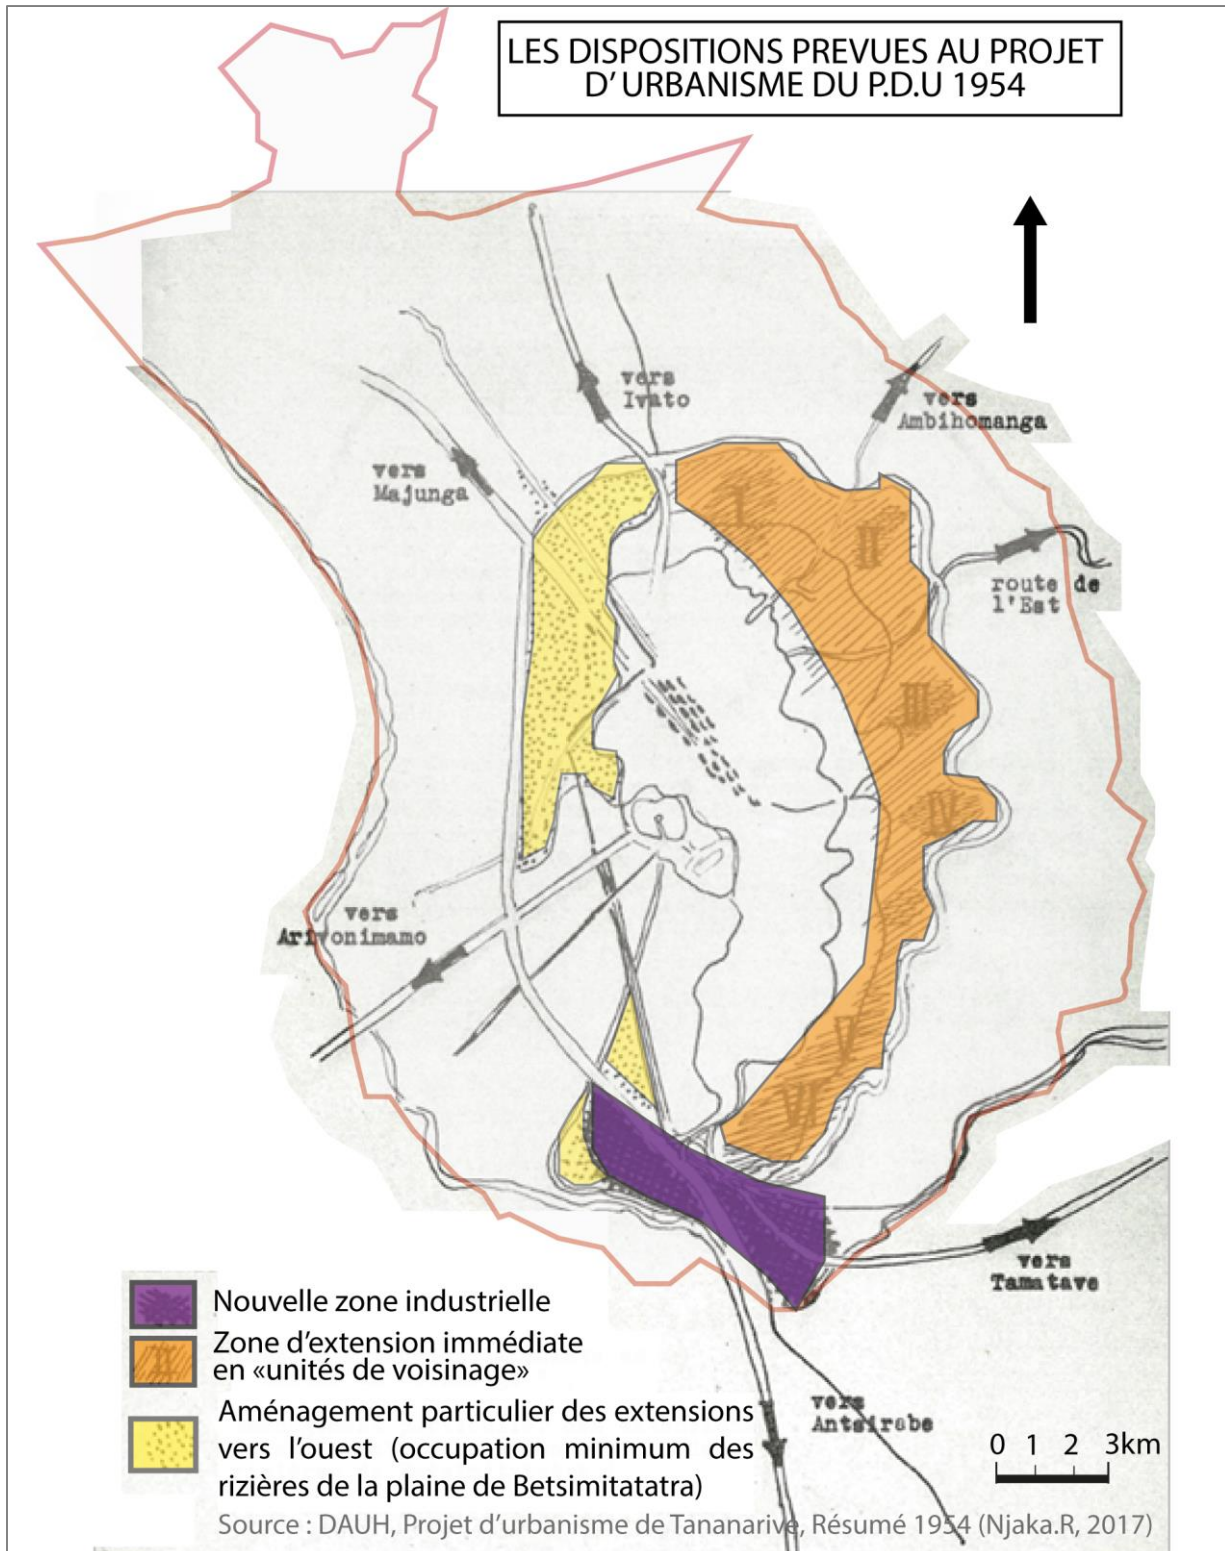 LES DISPOSITIONS PREVUES AU PROJET
D'URBANISME DU P.D.U 1954
vers
Ivato
vers
Ambihomanga
vers
Majunga
I
II
route de
l'Est
III
IV
vers
Arivonimamo
V
VI
vers
Tamatave
Nouvelle zone industrielle
II
Zone d'extension immédiate
en «unités de voisinage»
vers
Antsirabe
Aménagement particulier des extensions
vers l'ouest (occupation minimum des
rizières de la plaine de Betsimitatatra)
0 1 2 3km
Source : DAUH, Projet d'urbanisme de Tananarive, Résumé 1954 (Njaka.R, 2017)